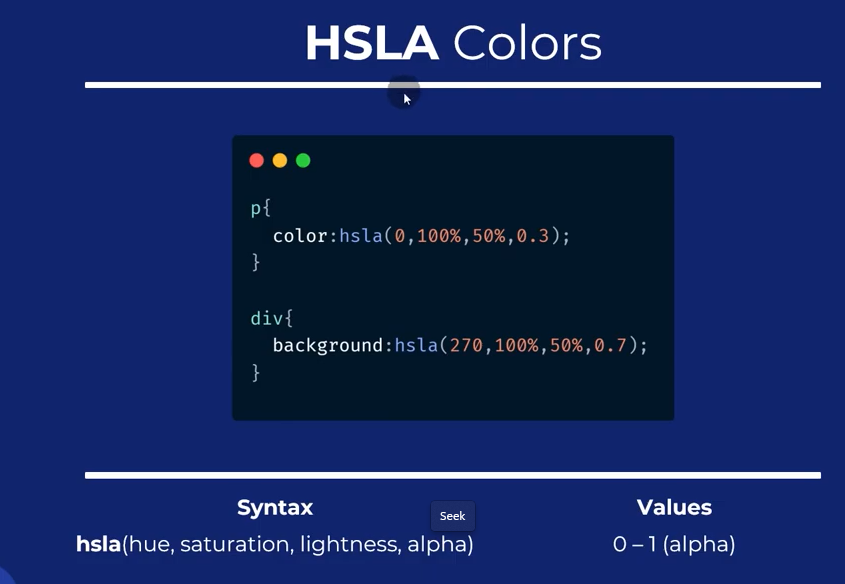 HSLA Colors
p{
color:hsla(0,100%,50%,0.3);
}
div{
background:hsla(270,100%,50%,0.7);
}
Syntax
Seek
Values
hsla(hue, saturation, lightness, alpha)
0 – 1 (alpha)